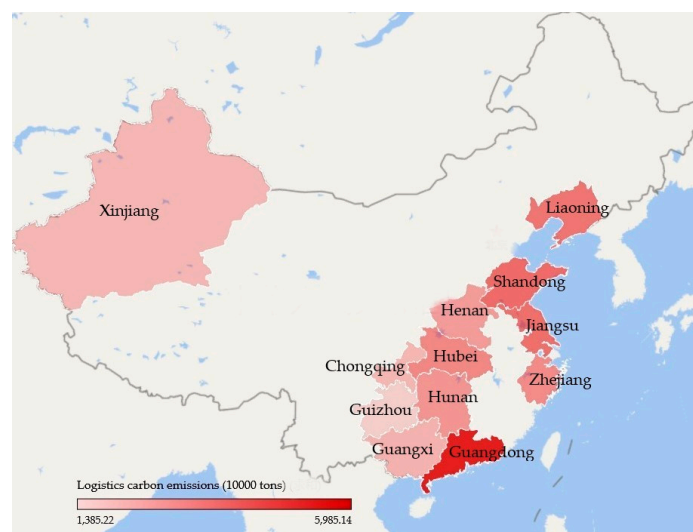 Liaoning
Xinjiang
Shandong
Henan
Jiangsu
Hubei
Chongqing
Zhejiang
Hunan
Guizhou
Guangxi
Guangdong
Logistics carbon emissions (10000 tons)
1,385.22 5,985.14